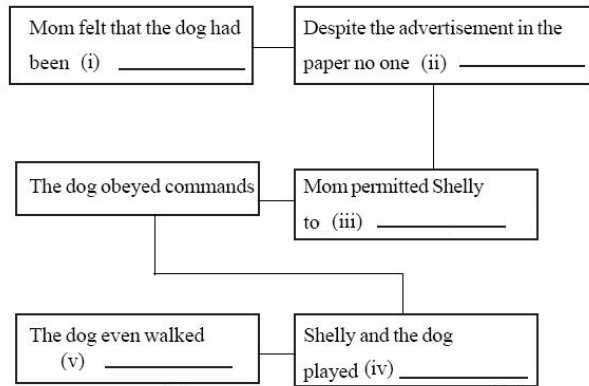 Mom felt that the dog had
been (i) ____________
Despite the advertisement in the
paper no one (ii) ____________
The dog obeyed commands
Mom permitted Shelly
to (iii) ____________
The dog even walked
(v) ____________
Shelly and the dog
played (iv) ____________